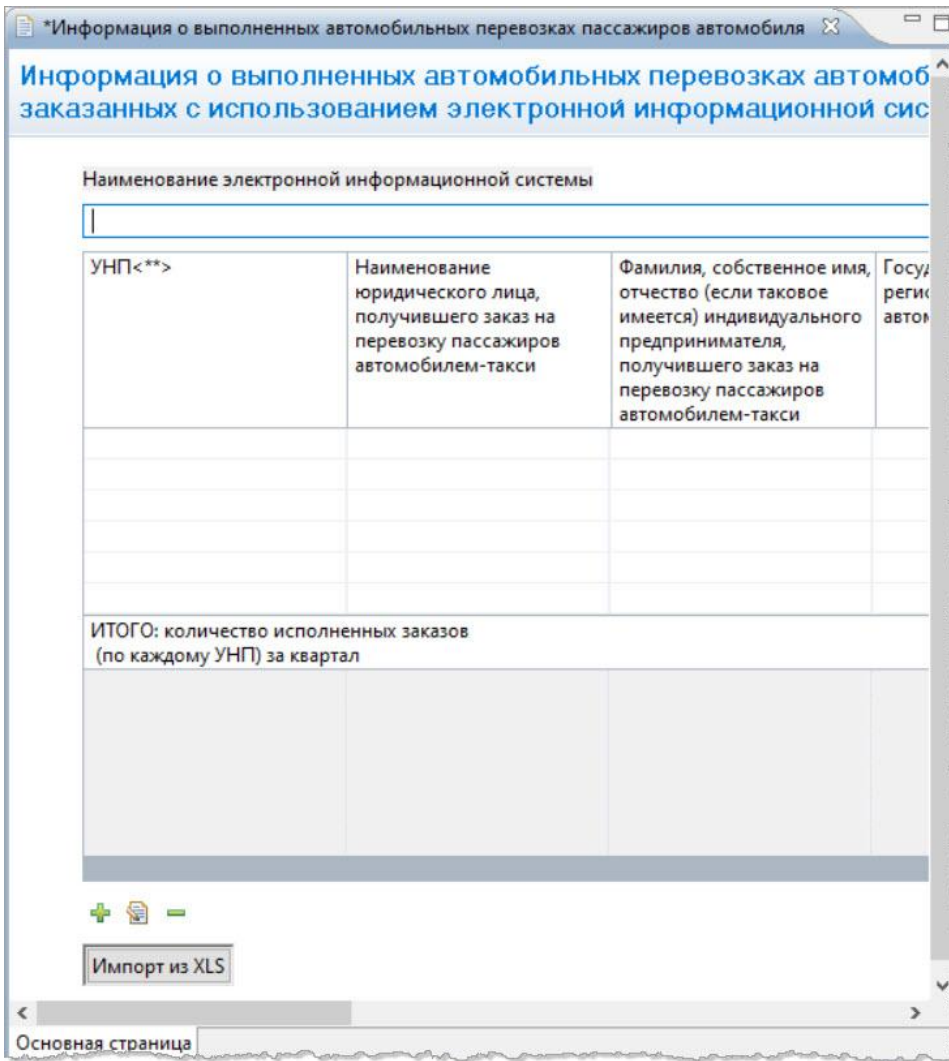 *Информация о выполненных автомобильных перевозках пассажиров автомобиля
Информация о выполненных автомобильных перевозках автомоб
заказанных с использованием электронной информационной сис
Наименование электронной информационной системы
УНП<**>
Наименование
юридического лица,
получившего заказ на
перевозку пассажиров
автомобилем-такси
Фамилия, собственное имя,
отчество (если таковое
имеется) индивидуального
предпринимателя,
получившего заказ на
перевозку пассажиров
автомобилем-такси
Госуд
регис
автом
ИТОГО: количество исполненных заказов
(по каждому УНП) за квартал
Импорт из XLS
Основная страница